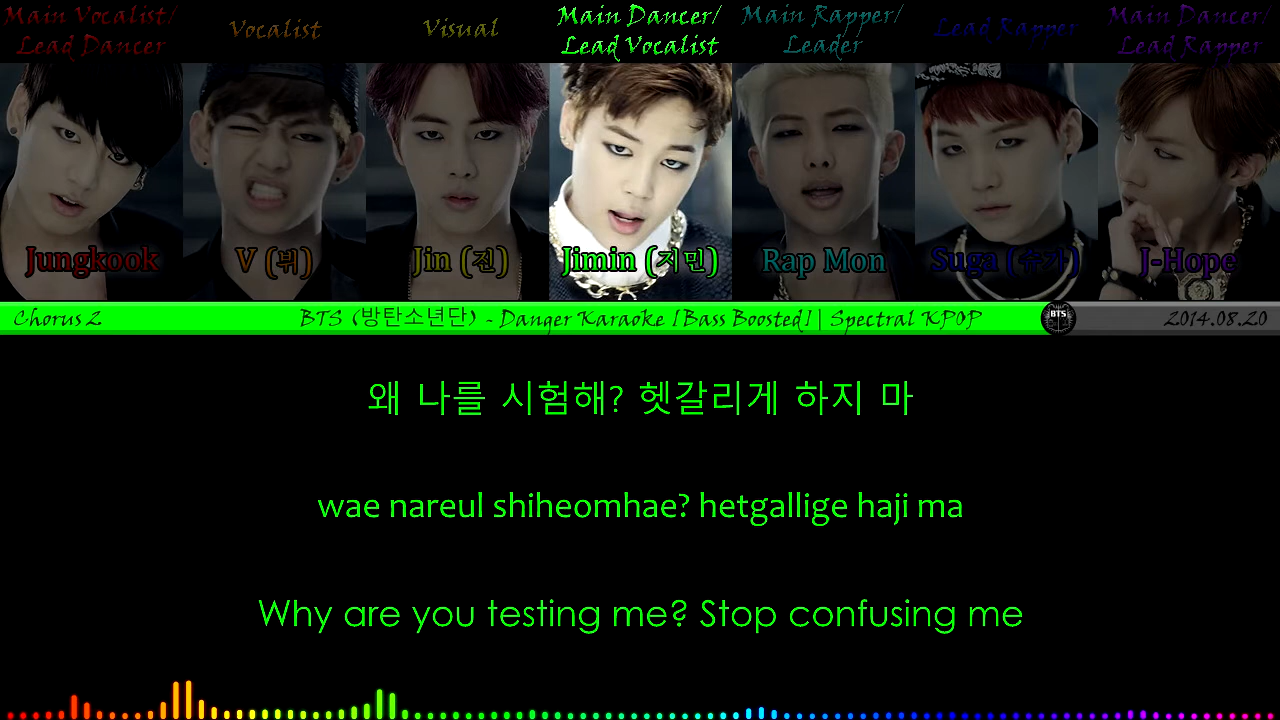 Main Vocalist/
Lead Dancer
Vocalist
Visual
Main Dancer/
Lead Vocalist
Main Rapper/
Leader
Lead Rapper
Main Dancer/
Lead Rapper
Jungkook
V (뷔)
Jin (진)
Jimin (지민)
Rap Mon
Suga (슈가)
J-Hope
Chorus 2
BTS (방탄소년단) - Danger Karaoke [Bass Boosted] | Spectral KPOP
BTS
2014.08.20
왜 나를 시험해? 헷갈리게 하지 마
wae nareul shiheomhae? hetgallige haji ma
Why are you testing me? Stop confusing me